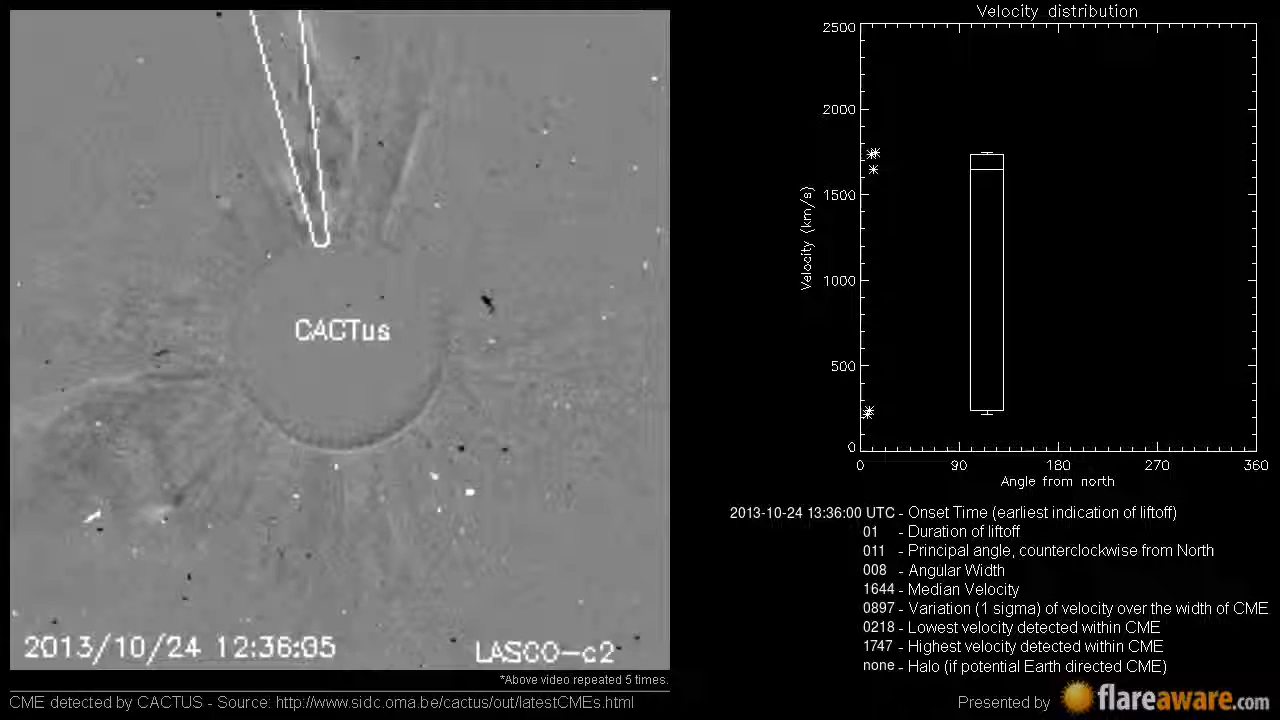 Velocity distribution
2500
2000
1500
1000
500
0
Velocity (km/s)
0 90 180 270 360
Angle from north
CACTus
2013/10/24 12:36:05
LASCO-c2
*Above video repeated 5 times.
CME detected by CACTUS - Source: http://www.sidc.oma.be/cactus/out/latestCMEs.html
2013-10-24 13:36:00 UTC - Onset Time (earliest indication of liftoff)
01 - Duration of liftoff
011 - Principal angle, counterclockwise from North
008 - Angular Width
1644 - Median Velocity
0897 - Variation (1 sigma) of velocity over the width of CME
0218 - Lowest velocity detected within CME
1747 - Highest velocity detected within CME
none - Halo (if potential Earth directed CME)
Presented by flareaware.com